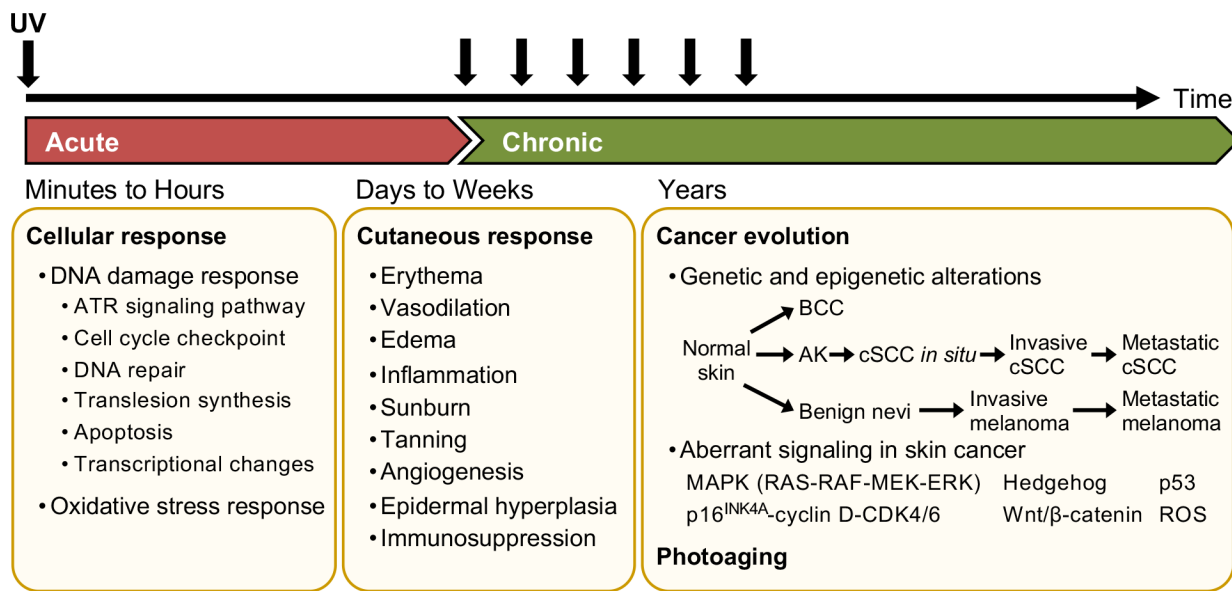 UV
Time
Acute
Chronic
Minutes to Hours
Days to Weeks
Years
Cellular response
• DNA damage response
• ATR signaling pathway
• Cell cycle checkpoint
• DNA repair
• Translesion synthesis
• Apoptosis
• Transcriptional changes
• Oxidative stress response
Cutaneous response
• Erythema
• Vasodilation
• Edema
• Inflammation
• Sunburn
• Tanning
• Angiogenesis
• Epidermal hyperplasia
• Immunosuppression
Cancer evolution
• Genetic and epigenetic alterations
Normal
skin
BCC
AK
cSCC in situ
Invasive
cSCC
Metastatic
cSCC
Benign nevi
Invasive
melanoma
Metastatic
melanoma
• Aberrant signaling in skin cancer
MAPK (RAS-RAF-MEK-ERK) Hedgehog p53
p16INK4A-cyclin D-CDK4/6 Wnt/β-catenin ROS
Photoaging